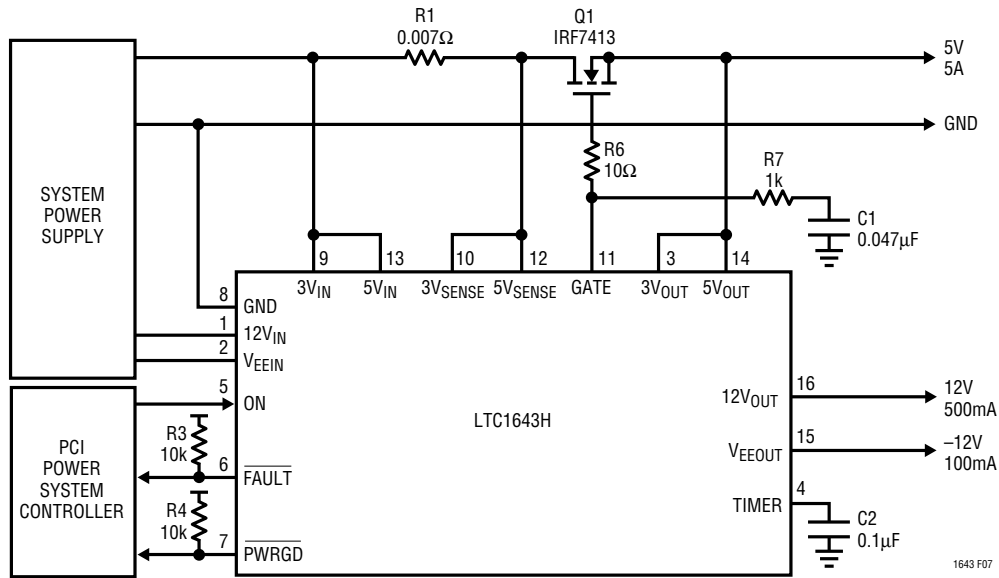 R1
0.007Ω
Q1
IRF7413
5V
5A
GND
R6
10Ω
R7
1k
C1
0.047µF
SYSTEM
POWER
SUPPLY
9
13
10
12
11
3
14
3VIN
5VIN
3VSENSE
5VSENSE
GATE
3VOUT
5VOUT
8
GND
1
12VIN
2
VEEIN
5
ON
R3
10k
6
FAULT
R4
10k
7
PWRGD
PCI
POWER
SYSTEM
CONTROLLER
LTC1643H
12VOUT
16
12V
500mA
VEEOUT
15
–12V
100mA
TIMER
4
C2
0.1µF
1643 F07